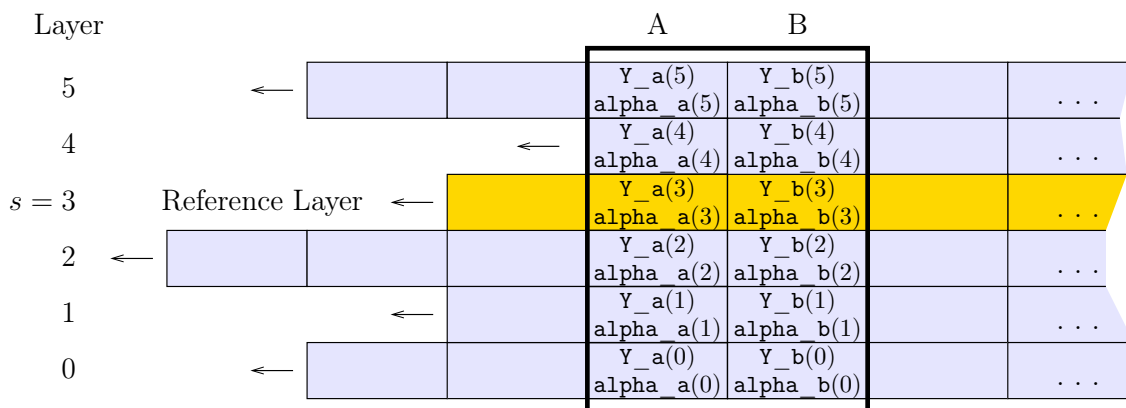 Layer A B
5 Y_a(5) Y_b(5)
alpha_a(5) alpha_b(5) . . .
4 Y_a(4) Y_b(4)
alpha_a(4) alpha_b(4) . . .
s = 3 Reference Layer Y_a(3) Y_b(3)
alpha_a(3) alpha_b(3) . . .
2 Y_a(2) Y_b(2)
alpha_a(2) alpha_b(2) . . .
1 Y_a(1) Y_b(1)
alpha_a(1) alpha_b(1) . . .
0 Y_a(0) Y_b(0)
alpha_a(0) alpha_b(0) . . .